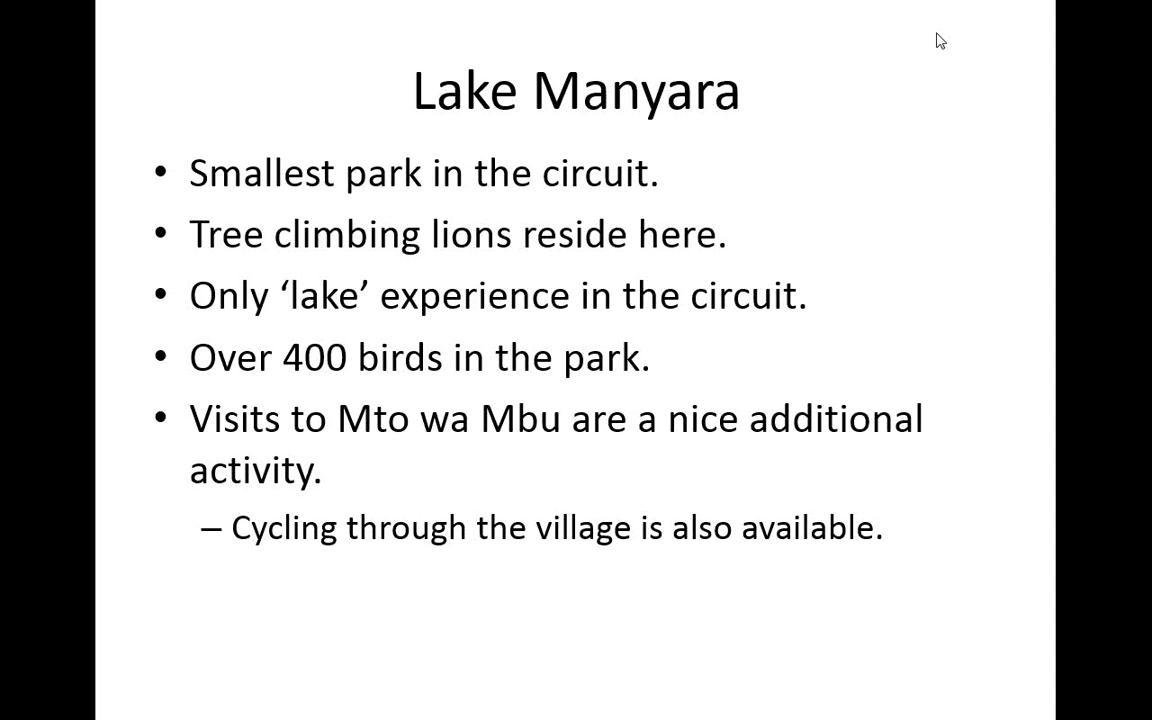 Lake Manyara
• Smallest park in the circuit.
• Tree climbing lions reside here.
• Only ‘lake’ experience in the circuit.
• Over 400 birds in the park.
• Visits to Mto wa Mbu are a nice additional
activity.
– Cycling through the village is also available.